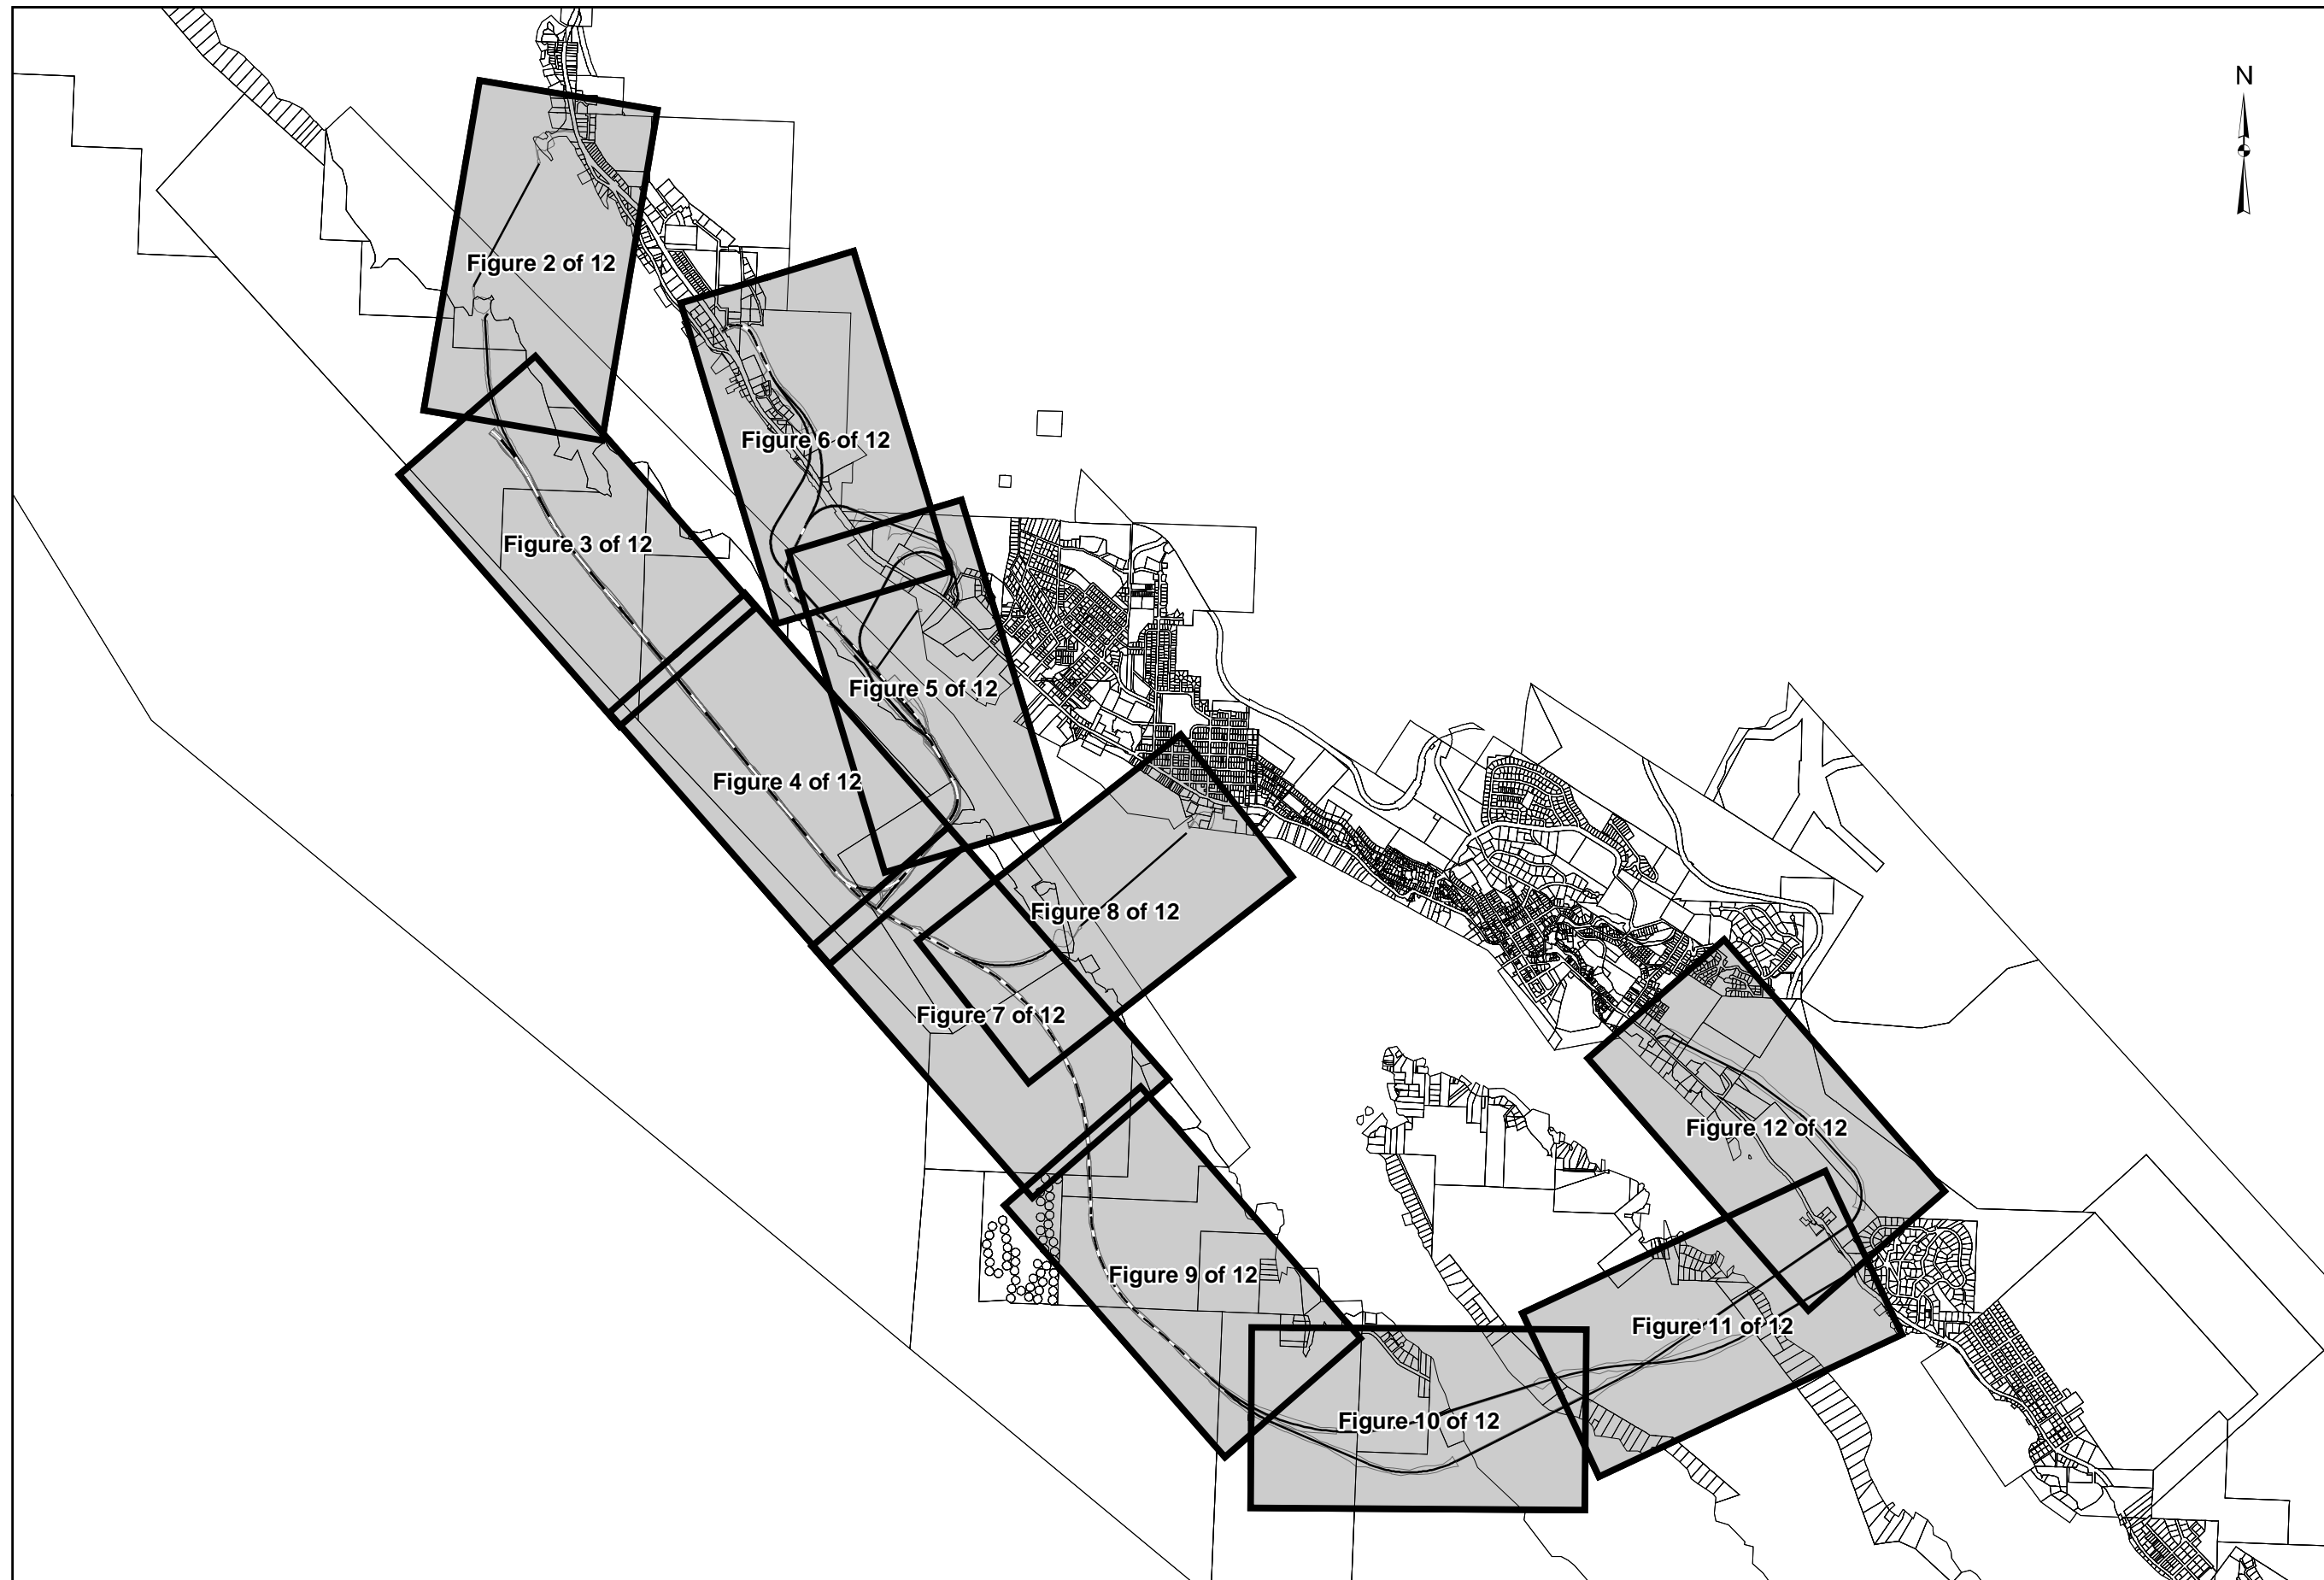 N
Figure 2 of 12
Figure 6 of 12
Figure 3 of 12
Figure 5 of 12
Figure 4 of 12
Figure 8 of 12
Figure 7 of 12
Figure 12 of 12
Figure 9 of 12
Figure 11 of 12
Figure 10 of 12